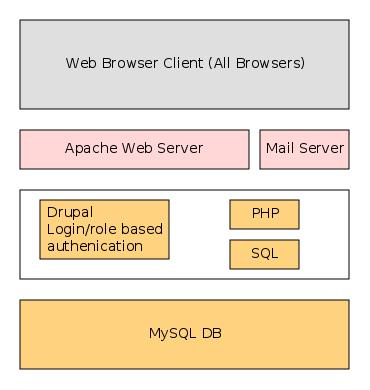 Web Browser Client (All Browsers)
Apache Web Server
Mail Server
Drupal
Login/role based
authenication
PHP
SQL
MySQL DB